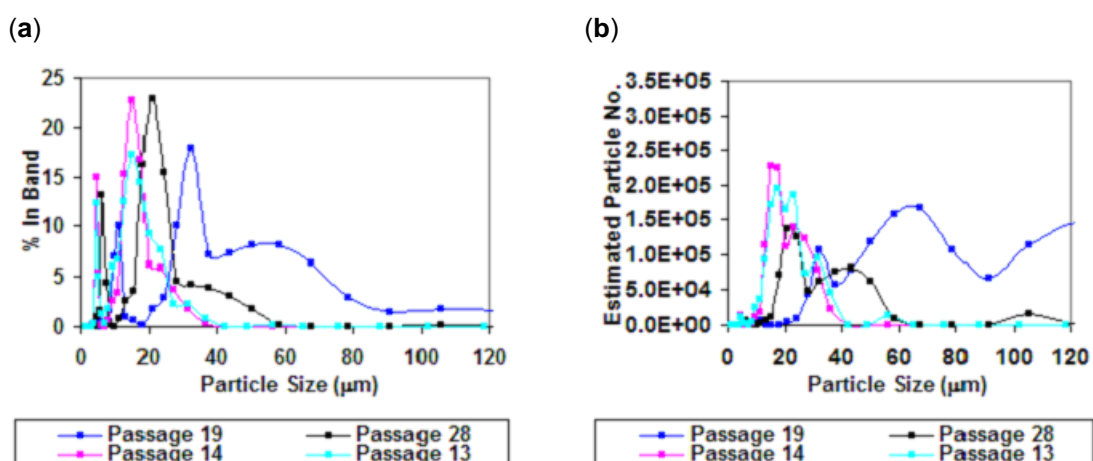 (a)
(b)
% In Band
25
20
15
10
5
0
0 20 40 60 80 100 120
Particle Size (μm)
Passage 19 Passage 28
Passage 14 Passage 13
Estimated Particle No.
3.5E+05
3.0E+05
2.5E+05
2.0E+05
1.5E+05
1.0E+05
5.0E+04
0.0E+00
0 20 40 60 80 100 120
Particle Size (μm)
Passage 19 Passage 28
Passage 14 Passage 13